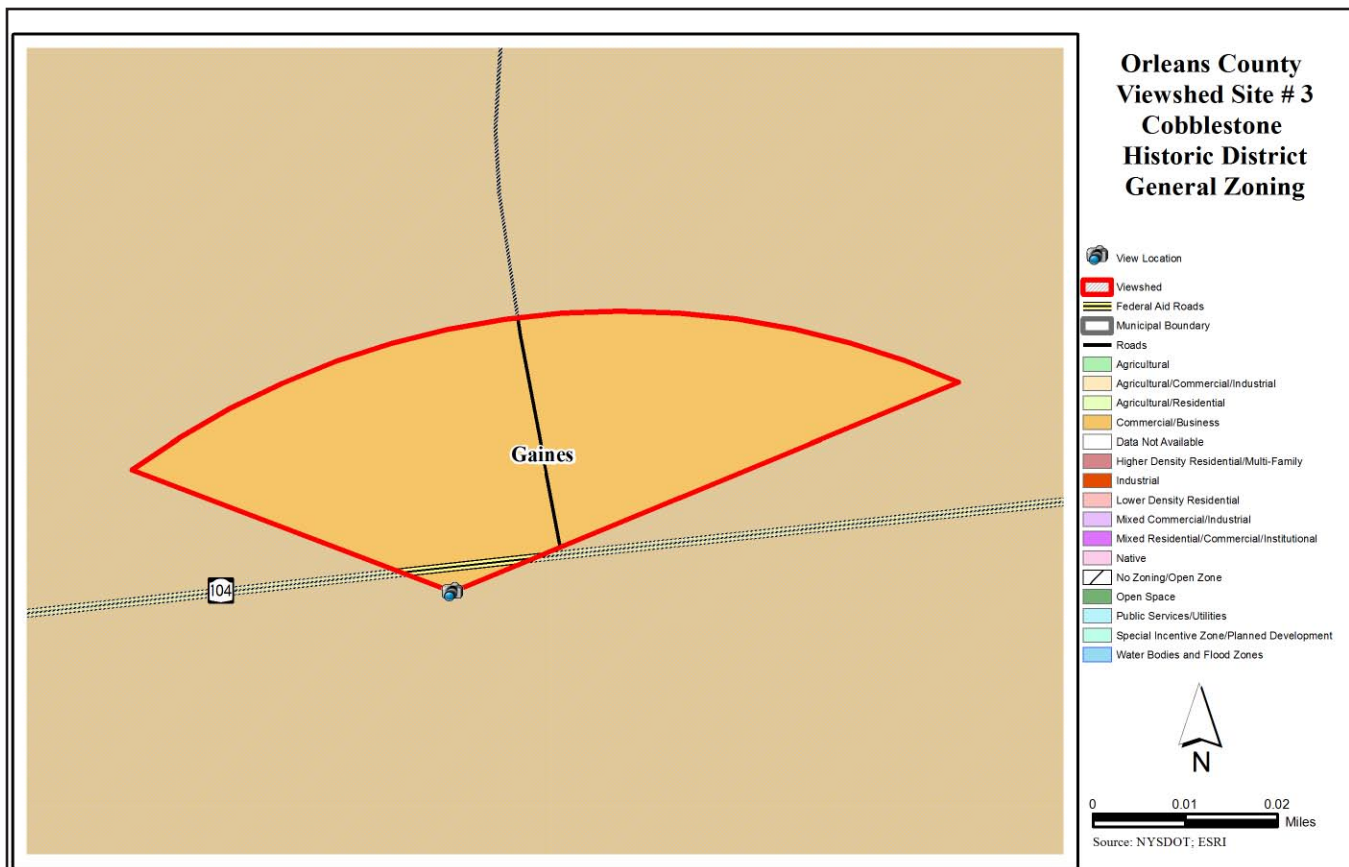 Orleans County
Viewshed Site # 3
Cobblestone
Historic District
General Zoning
View Location
Viewshed
Federal Aid Roads
Municipal Boundary
Roads
Agricultural
Agricultural/Commercial/Industrial
Agricultural/Residential
Commercial/Business
Data Not Available
Higher Density Residential/Multi-Family
Industrial
Lower Density Residential
Mixed Commercial/Industrial
Mixed Residential/Commercial/Institutional
Native
No Zoning/Open Zone
Open Space
Public Services/Utilities
Special Incentive Zone/Planned Development
Water Bodies and Flood Zones
Gaines
104
N
0 0.01 0.02
Miles
Source: NYSDOT; ESRI